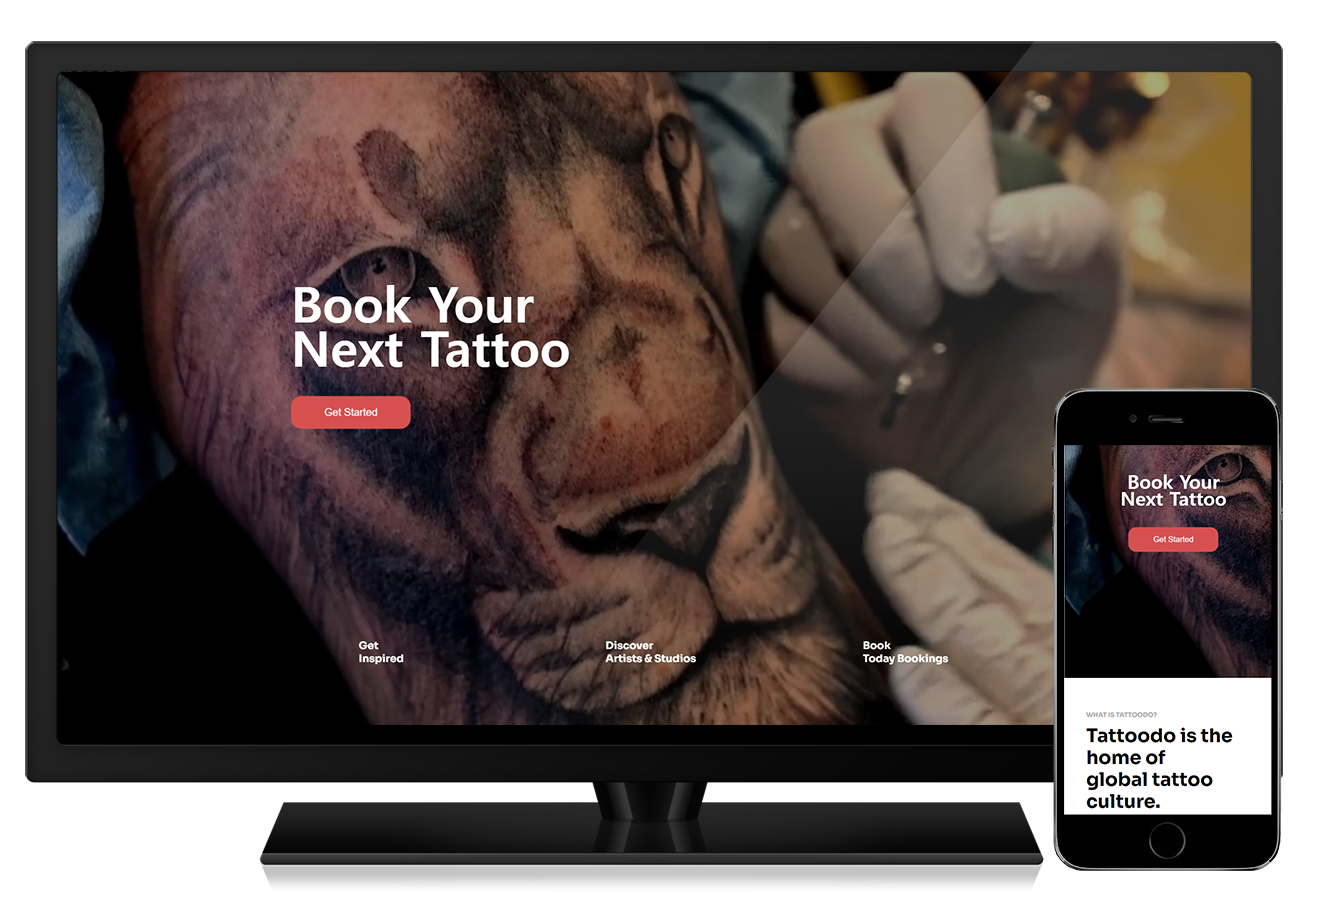 Book Your
Next Tattoo
Get Started
Get
Inspired
Discover
Artists & Studios
Book
Today Bookings
Book Your
Next Tattoo
Get Started
WHAT IS TATTOODO?
Tattoodo is the
home of
global tattoo
culture.